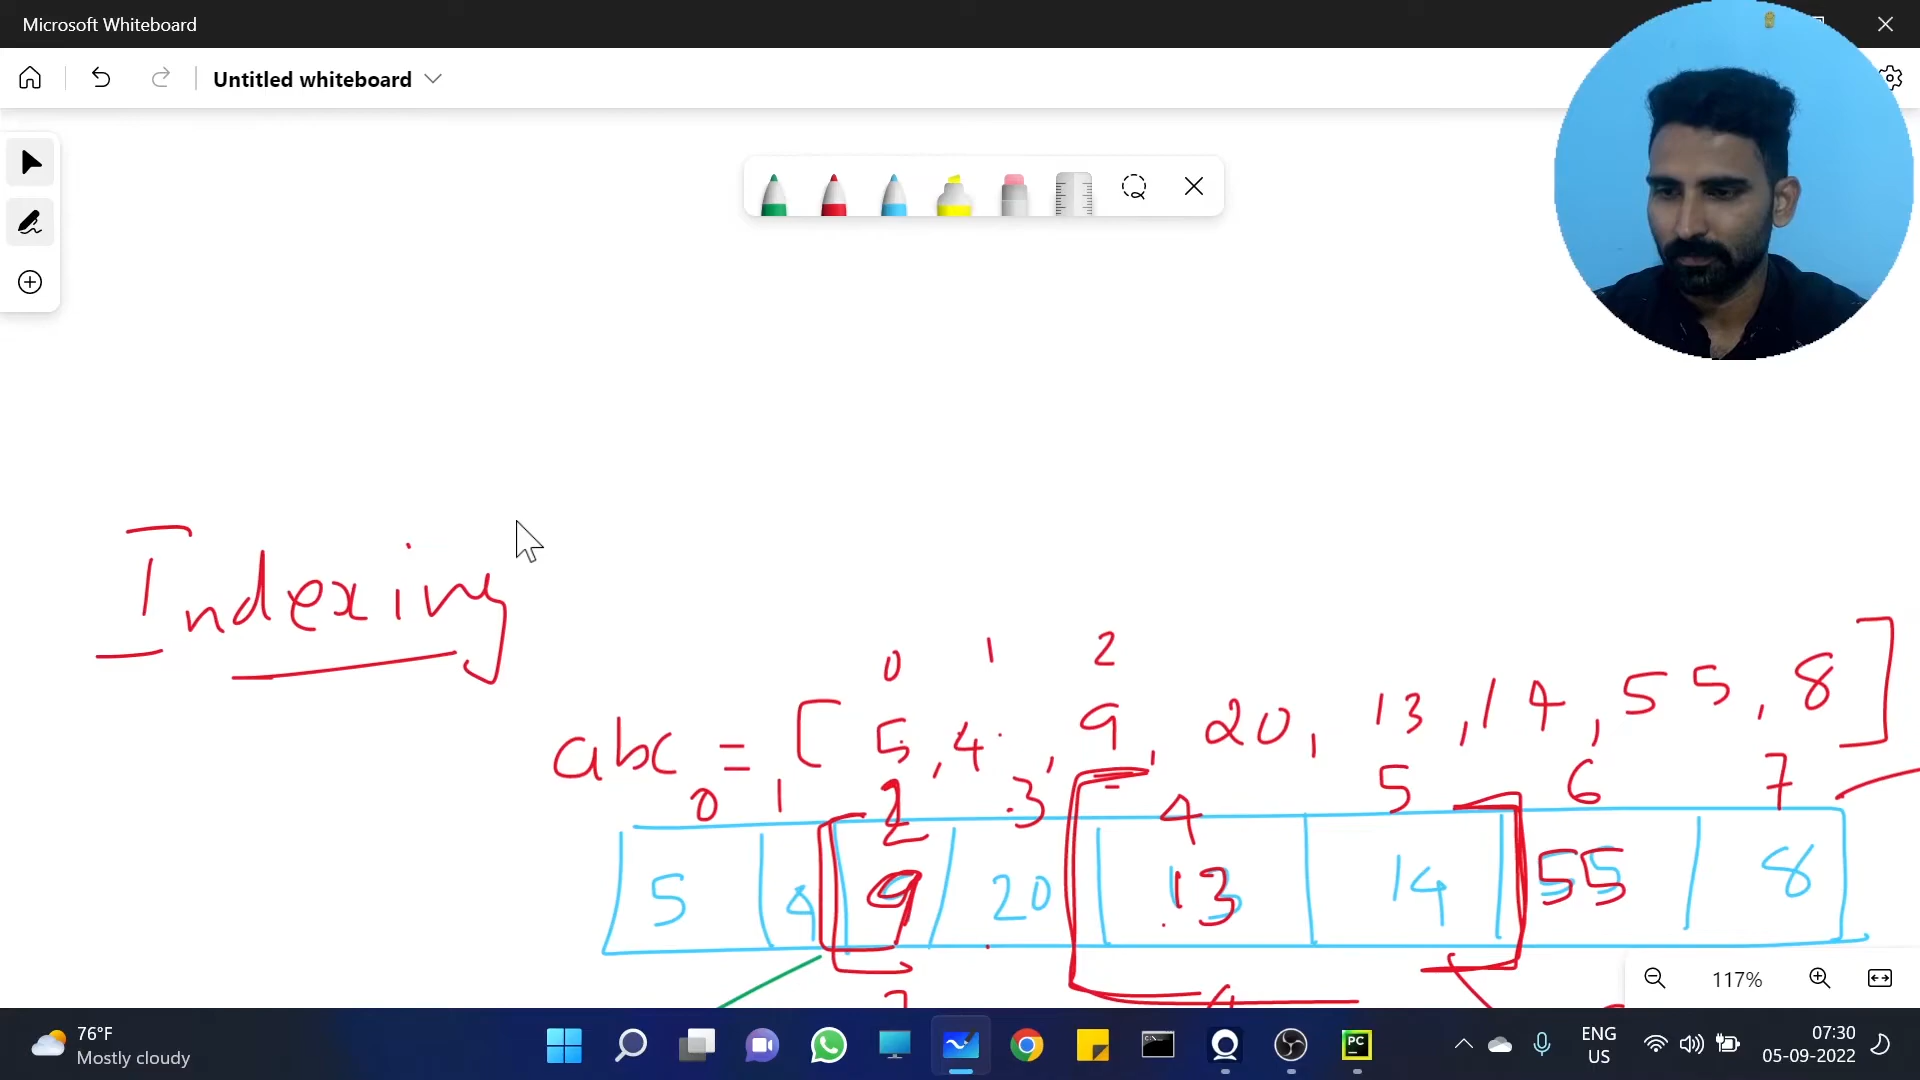 Microsoft Whiteboard
Untitled whiteboard
Indexing
0 1 2
abc = [ 5, 4, 9, 20, 13, 14, 55, 8 ]
0 1 2 3 4 5 6 7
5 4 9 20 13 14 55 8
117%
76°F
Mostly cloudy
PC
ENG
US
07:30
05-09-2022